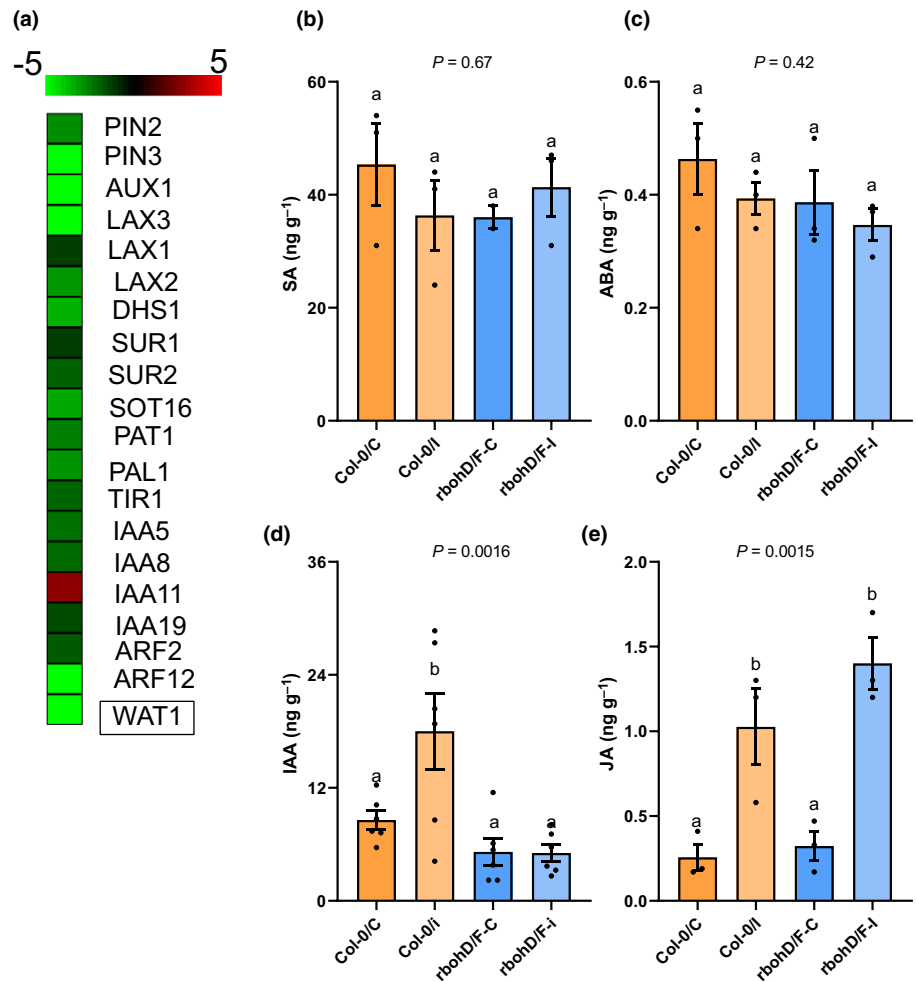 (a)
-5 5
PIN2
PIN3
AUX1
LAX3
LAX1
LAX2
DHS1
SUR1
SUR2
SOT16
PAT1
PAL1
TIR1
IAA5
IAA8
IAA11
IAA19
ARF2
ARF12
WAT1
(b)
P = 0.67
SA (ng g⁻¹)
60
40
20
0
a
a
a
a
Col-0/C
Col-0/I
rbohD/F-C
rbohD/F-I
(c)
P = 0.42
ABA (ng g⁻¹)
0.6
0.4
0.2
0.0
a
a
a
a
Col-0/C
Col-0/I
rbohD/F-C
rbohD/F-I
(d)
P = 0.0016
IAA (ng g⁻¹)
36
24
12
0
a
b
a
a
Col-0/C
Col-0/i
rbohD/F-C
rbohD/F-i
(e)
P = 0.0015
JA (ng g⁻¹)
2.0
1.5
1.0
0.5
0.0
a
b
a
b
Col-0/C
Col-0/I
rbohD/F-C
rbohD/F-I